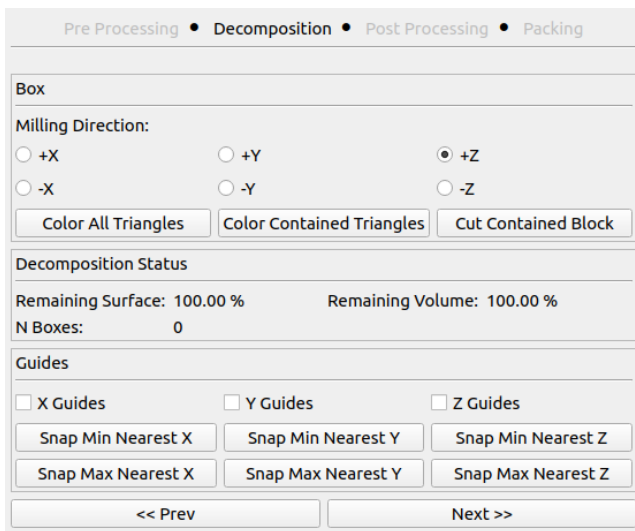 Pre Processing ● Decomposition ● Post Processing ● Packing
Box
Milling Direction:
+X +Y +Z
-X -Y -Z
Color All Triangles Color Contained Triangles Cut Contained Block
Decomposition Status
Remaining Surface: 100.00 % Remaining Volume: 100.00 %
N Boxes: 0
Guides
X Guides Y Guides Z Guides
Snap Min Nearest X Snap Min Nearest Y Snap Min Nearest Z
Snap Max Nearest X Snap Max Nearest Y Snap Max Nearest Z
<< Prev Next >>